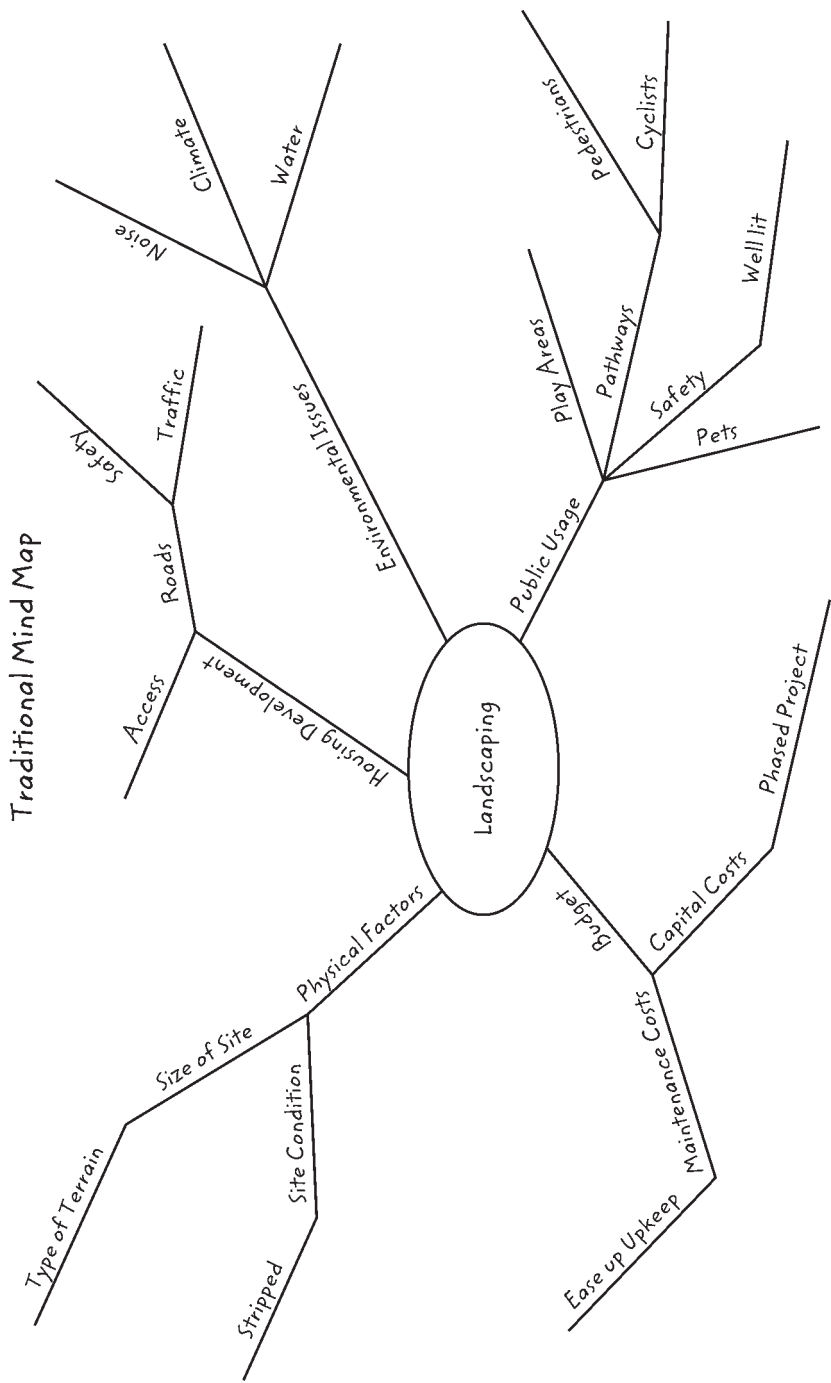 Traditional Mind Map
Landscaping
Housing Development
Access
Roads
Safety
Traffic
Environmental Issues
Noise
Climate
Water
Public Usage
Play Areas
Pathways
Pedestrians
Cyclists
Safety
Well lit
Pets
Budget
Capital Costs
Phased Project
Maintenance Costs
Ease up Upkeep
Physical Factors
Size of Site
Type of Terrain
Site Condition
Stripped